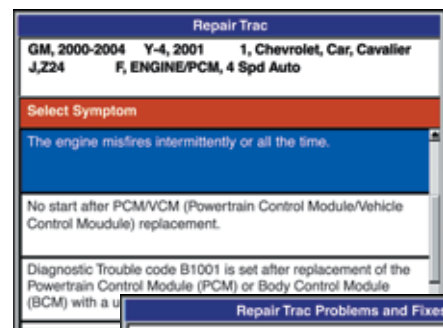 Repair Trac
GM, 2000-2004 Y-4, 2001 1, Chevrolet, Car, Cavalier
J,Z24 F, ENGINE/PCM, 4 Spd Auto
Select Symptom
The engine misfires intermittently or all the time.
No start after PCM/VCM (Powertrain Control Module/Vehicle
Control Moudule) replacement.
Diagnostic Trouble code B1001 is set after replacement of the
Powertrain Control Module (PCM) or Body Control Module
(BCM) with a u
Repair Trac Problems and Fixes